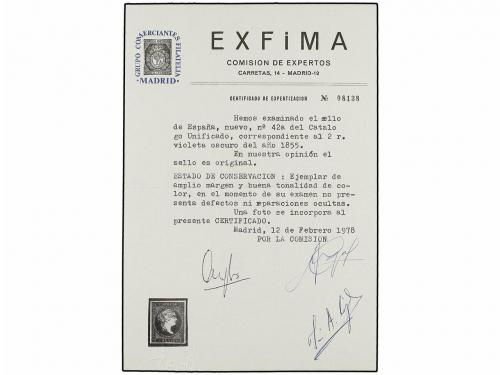 GRUPO COMERCIANTES FILATELIA
MADRID
EXFiMA
COMISION DE EXPERTOS
CARRETAS, 14 - MADRID-12
CERTIFICADO DE EXPERTIZACION № 08138
Hemos examinado el sello
de España, nuevo, nº 42a del Catalo
go Unificado, correspondiente al 2 r.
violeta oscuro del año 1855.
En nuestra opinión el
sello es original.
ESTADO DE CONSERVACION : Ejemplar de
amplio margen y buena tonalidad de co-
lor, en el momento de su examen no pre-
senta defectos ni reparaciones ocultas.
Una foto se incorpora al
presente CERTIFICADO.
Madrid, 12 de Febrero 1978
POR LA COMISION